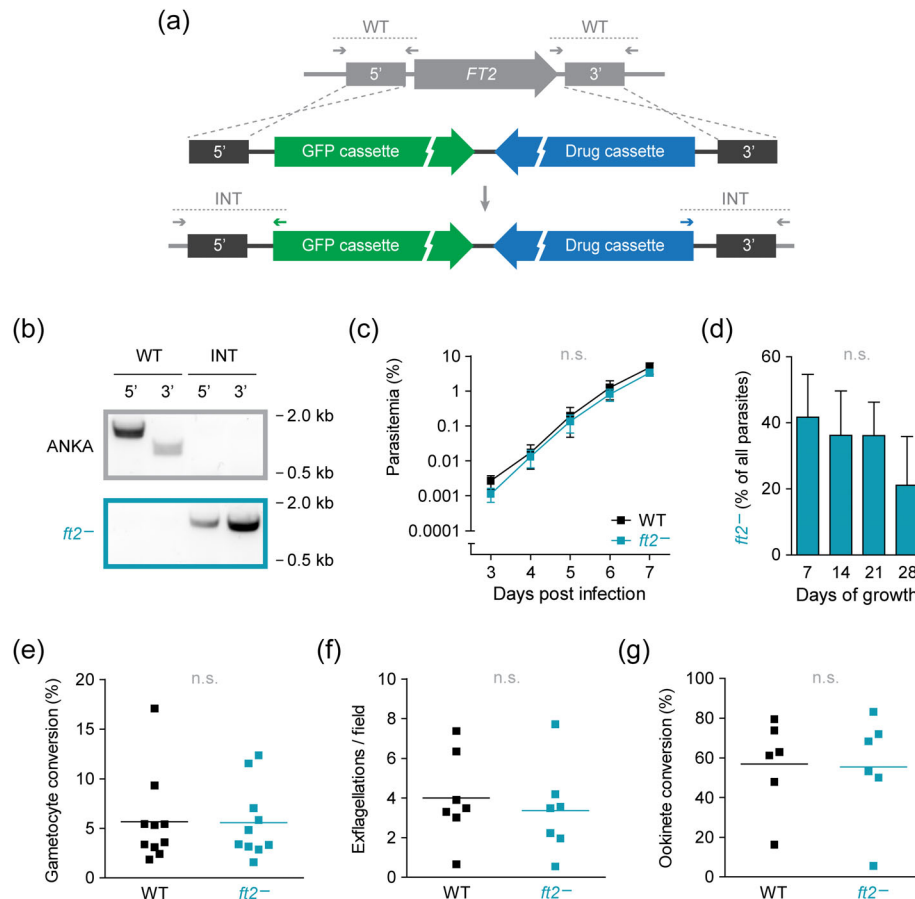 (a)
WT WT
5’ FT2 3’
5’ GFP cassette Drug cassette 3’
INT INT
5’ GFP cassette Drug cassette 3’
(b)
WT INT
5’ 3’ 5’ 3’
ANKA
– 2.0 kb
– 0.5 kb
ft2–
– 2.0 kb
– 0.5 kb
(c)
n.s.
Parasitemia (%)
10
1
0.1
0.01
0.001
0.0001
WT
ft2–
3 4 5 6 7
Days post infection
(d)
n.s.
ft2– (% of all parasites)
60
40
20
0
7 14 21 28
Days of growth
(e)
n.s.
Gametocyte conversion (%)
20
15
10
5
0
WT ft2–
(f)
n.s.
Exflagellations / field
10
8
6
4
2
0
WT ft2–
(g)
n.s.
Ookinete conversion (%)
100
80
60
40
20
0
WT ft2–